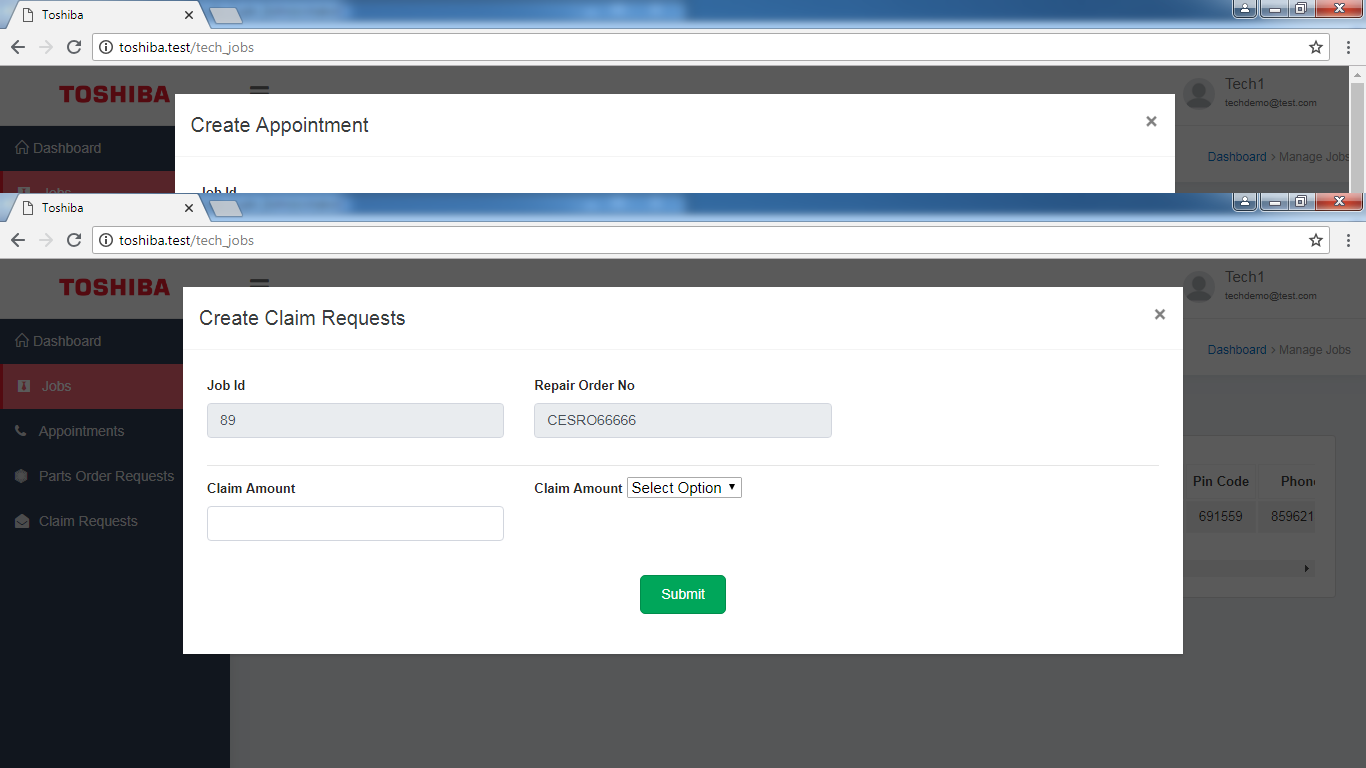 Toshiba
toshiba.test/tech_jobs
TOSHIBA
Tech1
techdemo@test.com
Create Appointment
×
Dashboard
Dashboard > Manage Jobs
Jobs
Job Id
Toshiba
toshiba.test/tech_jobs
TOSHIBA
Tech1
techdemo@test.com
Create Claim Requests
×
Dashboard
Dashboard > Manage Jobs
Jobs
Appointments
Parts Order Requests
Claim Requests
Job Id
Repair Order No
89
CESRO66666
Claim Amount
Claim Amount Select Option
Pin Code
Phone
691559
859621
Submit